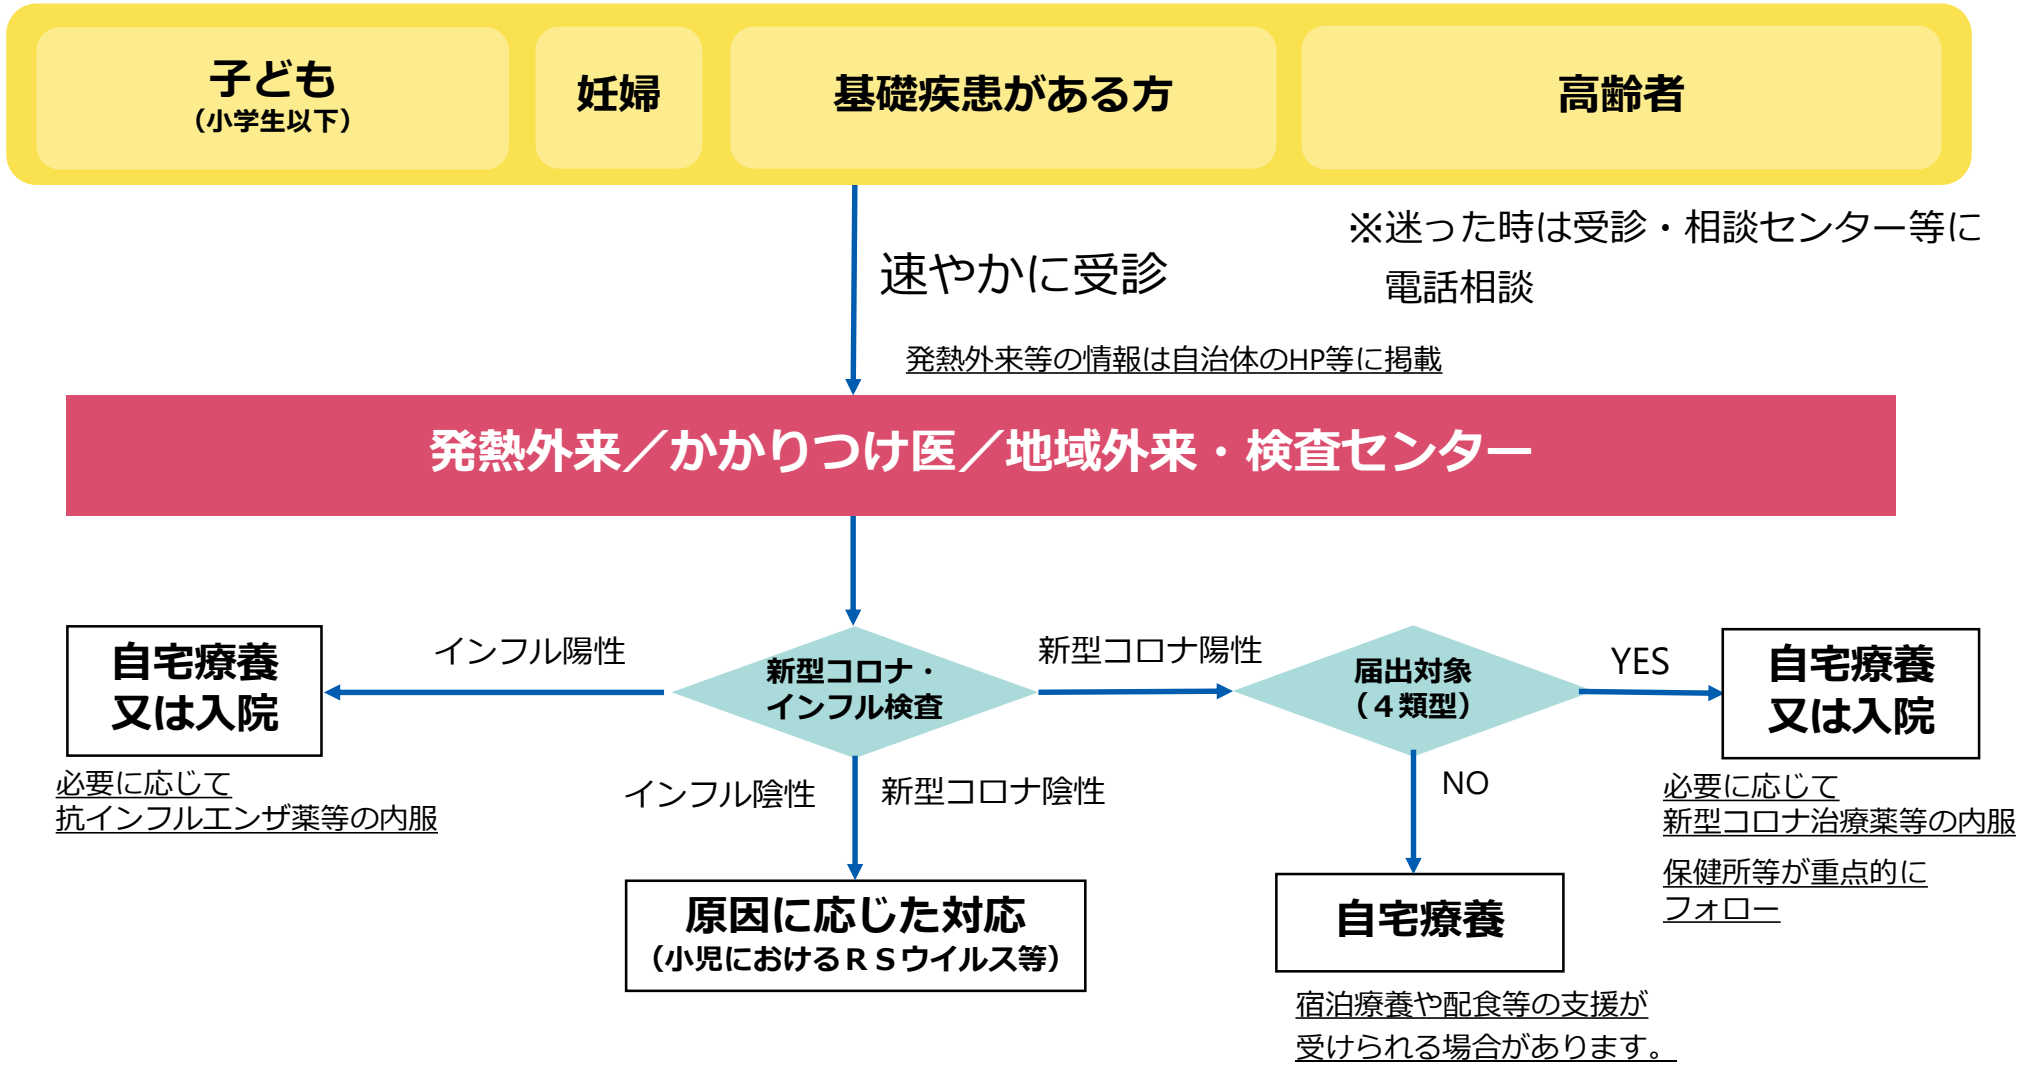 子ども
（小学生以下）
妊婦
基礎疾患がある方
高齢者
※迷った時は受診・相談センター等に
電話相談
速やかに受診
発熱外来等の情報は自治体のHP等に掲載
発熱外来／かかりつけ医／地域外来・検査センター
自宅療養
又は入院
必要に応じて
抗インフルエンザ薬等の内服
インフル陽性
新型コロナ・
インフル検査
新型コロナ陽性
届出対象
（４類型）
YES
自宅療養
又は入院
必要に応じて
新型コロナ治療薬等の内服
保健所等が重点的に
フォロー
インフル陰性
新型コロナ陰性
NO
原因に応じた対応
（小児におけるＲＳウイルス等）
自宅療養
宿泊療養や配食等の支援が
受けられる場合があります。